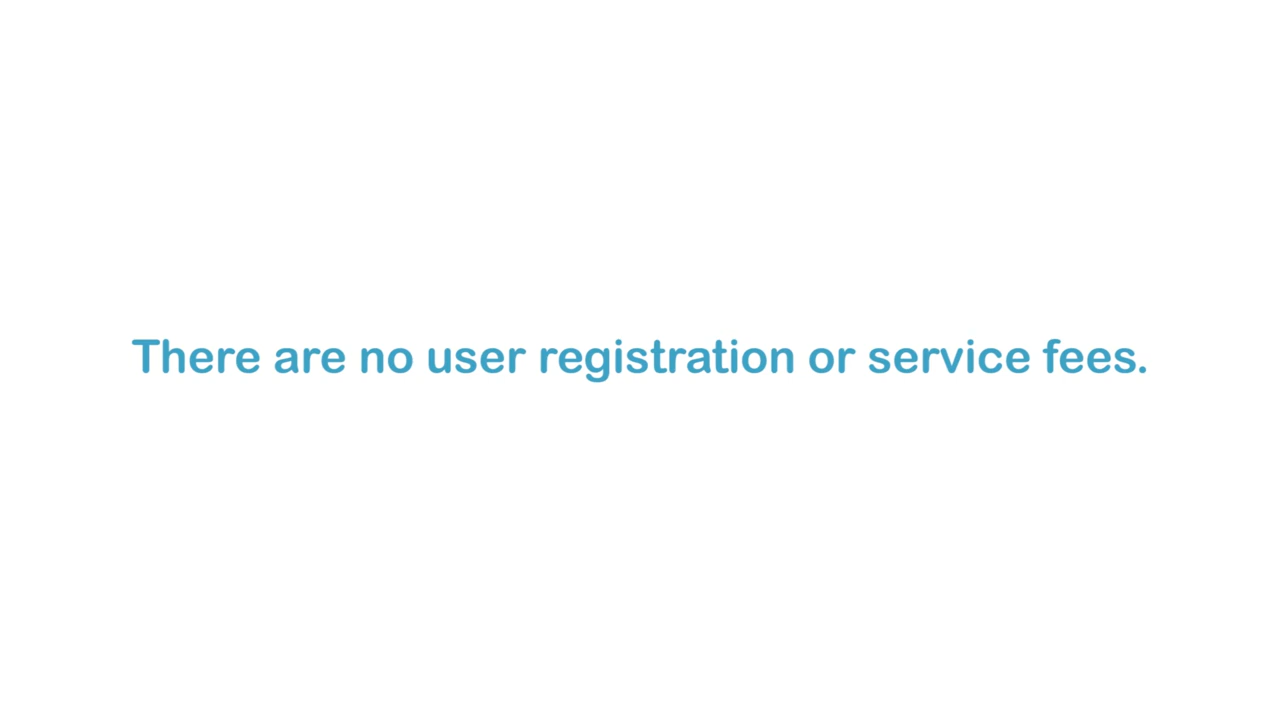 There are no user registration or service fees.